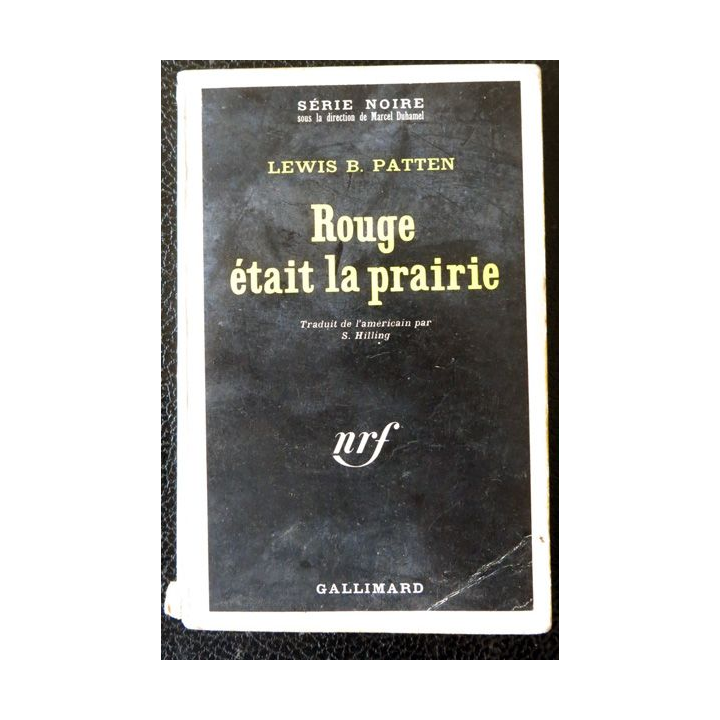 SÉRIE NOIRE
sous la direction de Marcel Duhamel
LEWIS B. PATTEN
Rouge
était la prairie
Traduit de l'américain par
S. Hilling
nrf
GALLIMARD